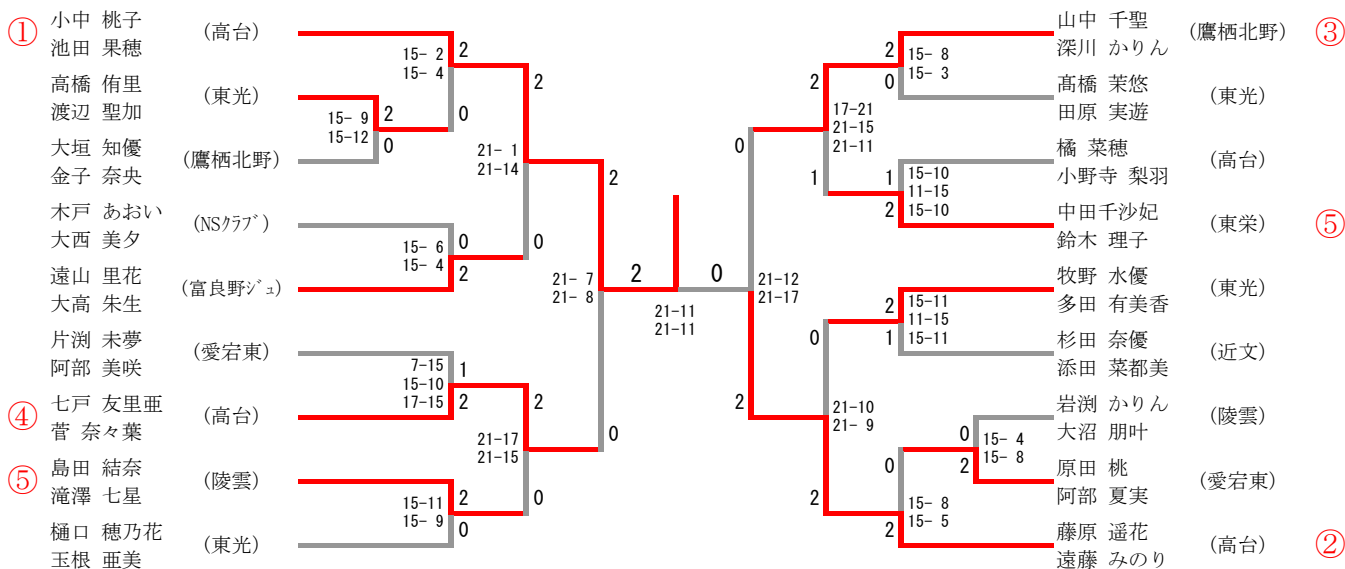 ①
小中 桃子
池田 果穂
(高台)
高橋 侑里
渡辺 聖加
(東光)
大垣 知優
金子 奈央
(鷹栖北野)
木戸 あおい
大西 美夕
(NSクラブ)
遠山 里花
大高 朱生
(富良野ジュ)
片渕 未夢
阿部 美咲
(愛宕東)
④
七戸 友里亜
菅 奈々葉
(高台)
⑤
島田 結奈
滝澤 七星
(陵雲)
樋口 穂乃花
玉根 亜美
(東光)
15- 9
15-12
2
0
15- 2
15- 4
2
0
15- 6
15- 4
0
2
7-15
15-10
17-15
1
2
15-11
15- 9
2
0
21- 1
21-14
2
0
21-17
21-15
2
0
21- 7
21- 8
2
0
2
0
21-11
21-11
21-12
21-17
0
2
17-21
21-15
21-11
2
1
21-10
21- 9
0
2
15- 8
15- 3
2
0
15-10
11-15
15-10
1
2
15-11
11-15
15-11
2
1
15- 4
15- 8
0
2
15- 8
15- 5
0
2
山中 千聖
深川 かりん
(鷹栖北野)
③
髙橋 茉悠
田原 実遊
(東光)
橘 菜穂
小野寺 梨羽
(高台)
中田千沙妃
鈴木 理子
(東栄)
⑤
牧野 水優
多田 有美香
(東光)
杉田 奈優
添田 菜都美
(近文)
岩渕 かりん
大沼 朋叶
(陵雲)
原田 桃
阿部 夏実
(愛宕東)
藤原 遥花
遠藤 みのり
(高台)
②